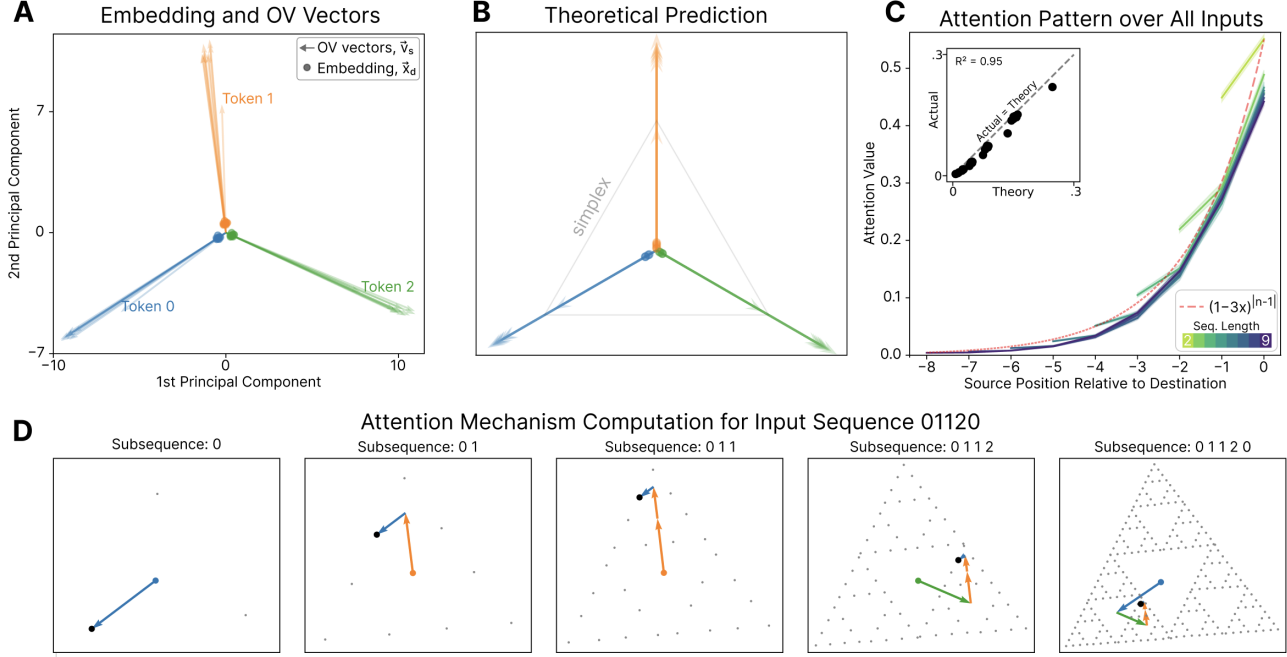 A
Embedding and OV Vectors
OV vectors, v⃗ₛ
Embedding, x⃗d
Token 1
Token 0
Token 2
2nd Principal Component
7
0
−7
−10
0
10
1st Principal Component
B
Theoretical Prediction
simplex
C
Attention Pattern over All Inputs
Attention Value
0.5
0.4
0.3
0.2
0.1
0.0
.3
R² = 0.95
Actual = Theory
Actual
0
0
Theory
.3
(1−3x)^|n-1|
Seq. Length
2
9
−8
−7
−6
−5
−4
−3
−2
−1
0
Source Position Relative to Destination
D
Attention Mechanism Computation for Input Sequence 01120
Subsequence: 0
Subsequence: 0 1
Subsequence: 0 1 1
Subsequence: 0 1 1 2
Subsequence: 0 1 1 2 0